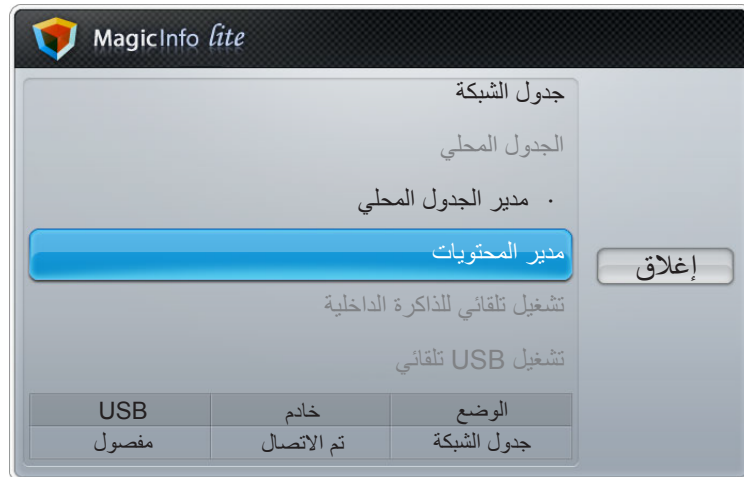 MagicInfo lite
جدول الشبكة
الجدول المحلي
· مدير الجدول المحلي
مدير المحتويات
تشغيل تلقائي للذاكرة الداخلية
تشغيل USB تلقائي
إغلاق
الوضع خادم USB
جدول الشبكة تم الاتصال مفصول